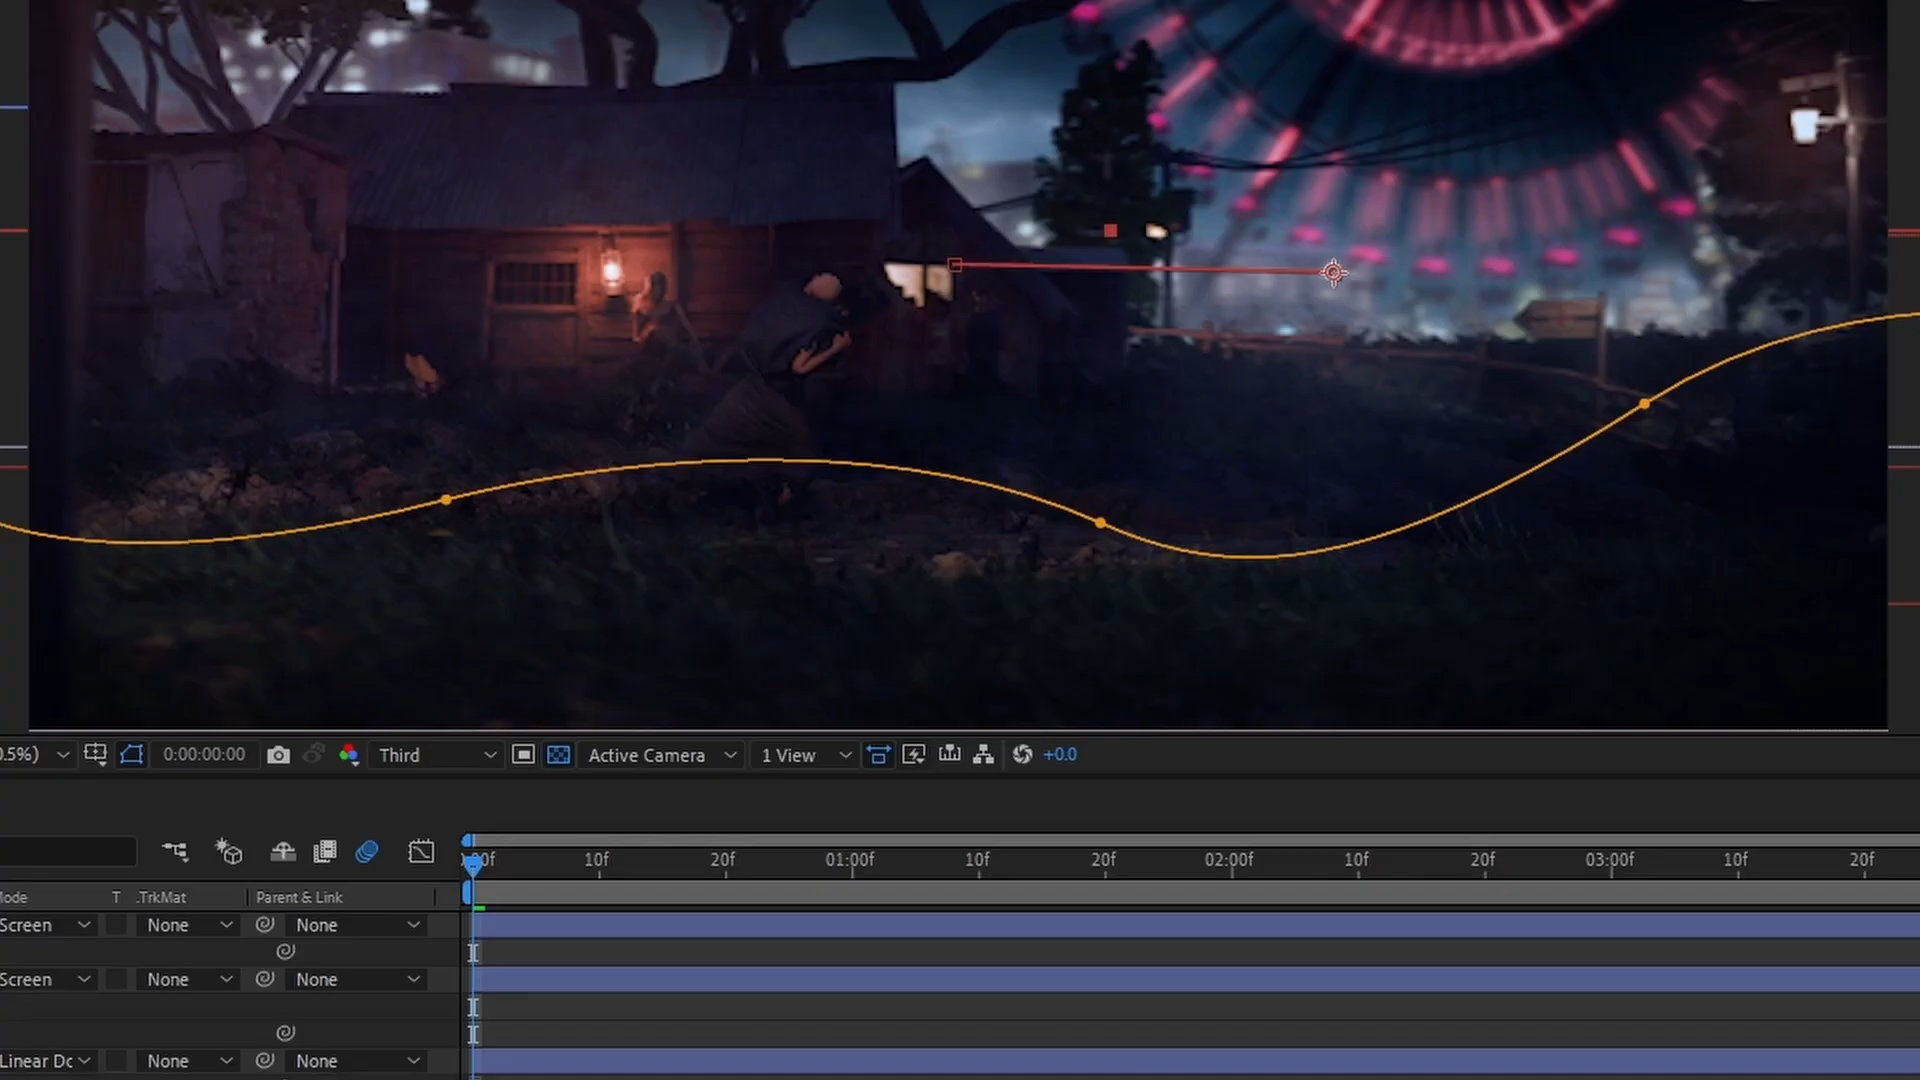 0.5%) 0:00:00:00 Third Active Camera 1 View +0.0
00f 10f 20f 01:00f 10f 20f 02:00f 10f 20f 03:00f 10f 20f
Mode T .TrkMat Parent & Link
Screen None None
Screen None None
Linear Dc None None